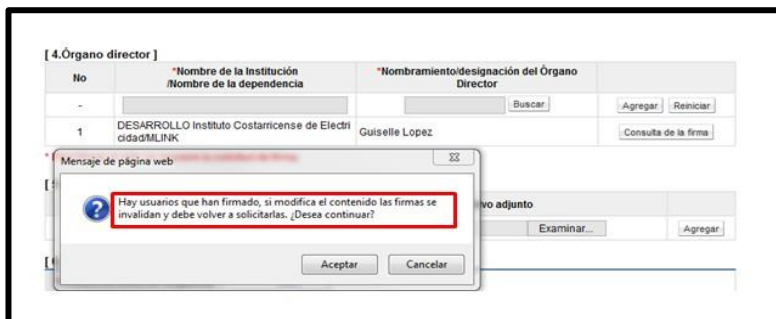 [ 4.Órgano director ]
No
*Nombre de la Institución
/Nombre de la dependencia
*Nombramiento/designación del Órgano
Director
-
Buscar
Agregar
Reiniciar
1
DESARROLLO Instituto Costarricense de Electri
cidad/MLINK
Guiselle Lopez
Consulta de la firma
Mensaje de página web
Hay usuarios que han firmado, si modifica el contenido las firmas se
invalidan y debe volver a solicitarlas. ¿Desea continuar?
Aceptar
Cancelar
vo adjunto
Examinar...
Agregar